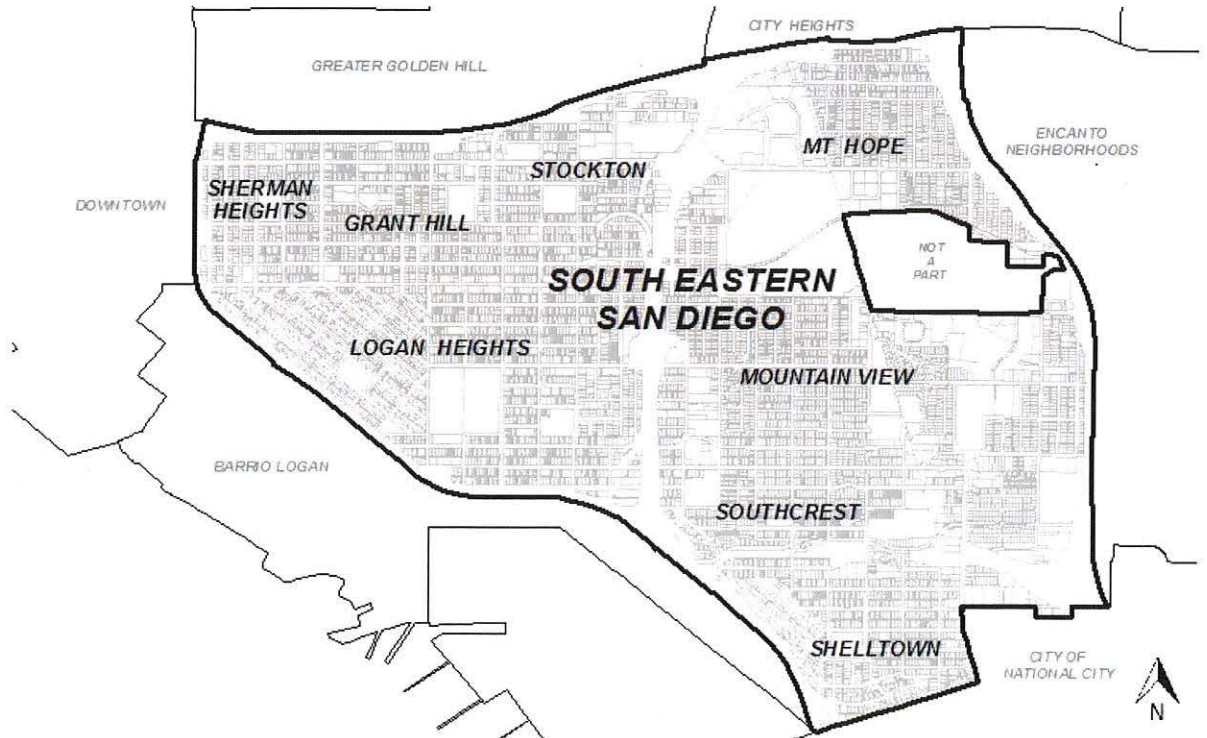 CITY HEIGHTS
GREATER GOLDEN HILL
ENCANTO
NEIGHBORHOODS
MT HOPE
STOCKTON
SHERMAN
HEIGHTS
DOWNTOWN
GRANT HILL
NOT
A
PART
SOUTH EASTERN
SAN DIEGO
LOGAN HEIGHTS
MOUNTAIN VIEW
BARRIO LOGAN
SOUTHCREST
SHELLTOWN
CITY OF
NATIONAL CITY
N